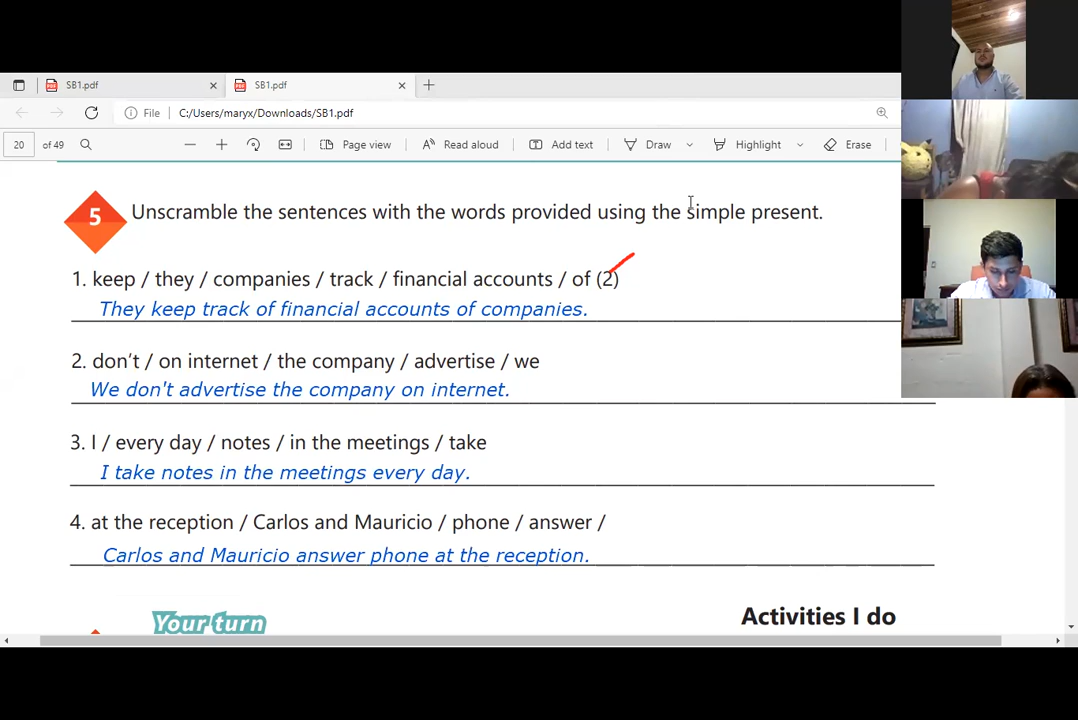 SB1.pdf
SB1.pdf
File C:/Users/maryx/Downloads/SB1.pdf
20 of 49 Page view Read aloud Add text Draw Highlight Erase
5 Unscramble the sentences with the words provided using the simple present.
1. keep / they / companies / track / financial accounts / of (2)
They keep track of financial accounts of companies.
2. don't / on internet / the company / advertise / we
We don't advertise the company on internet.
3. I / every day / notes / in the meetings / take
I take notes in the meetings every day.
4. at the reception / Carlos and Mauricio / phone / answer /
Carlos and Mauricio answer phone at the reception.
Your turn
Activities I do